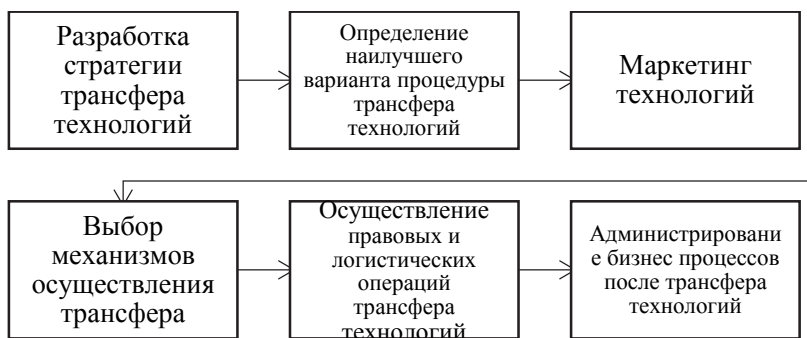 Разработка
стратегии
трансфера
технологий
Определение
наилучшего
варианта процедуры
трансфера
технологий
Маркетинг
технологий
Выбор
механизмов
осуществления
трансфера
Осуществление
правовых и
логистических
операций
трансфера
технологий
Администрировани
е бизнес процессов
после трансфера
технологий